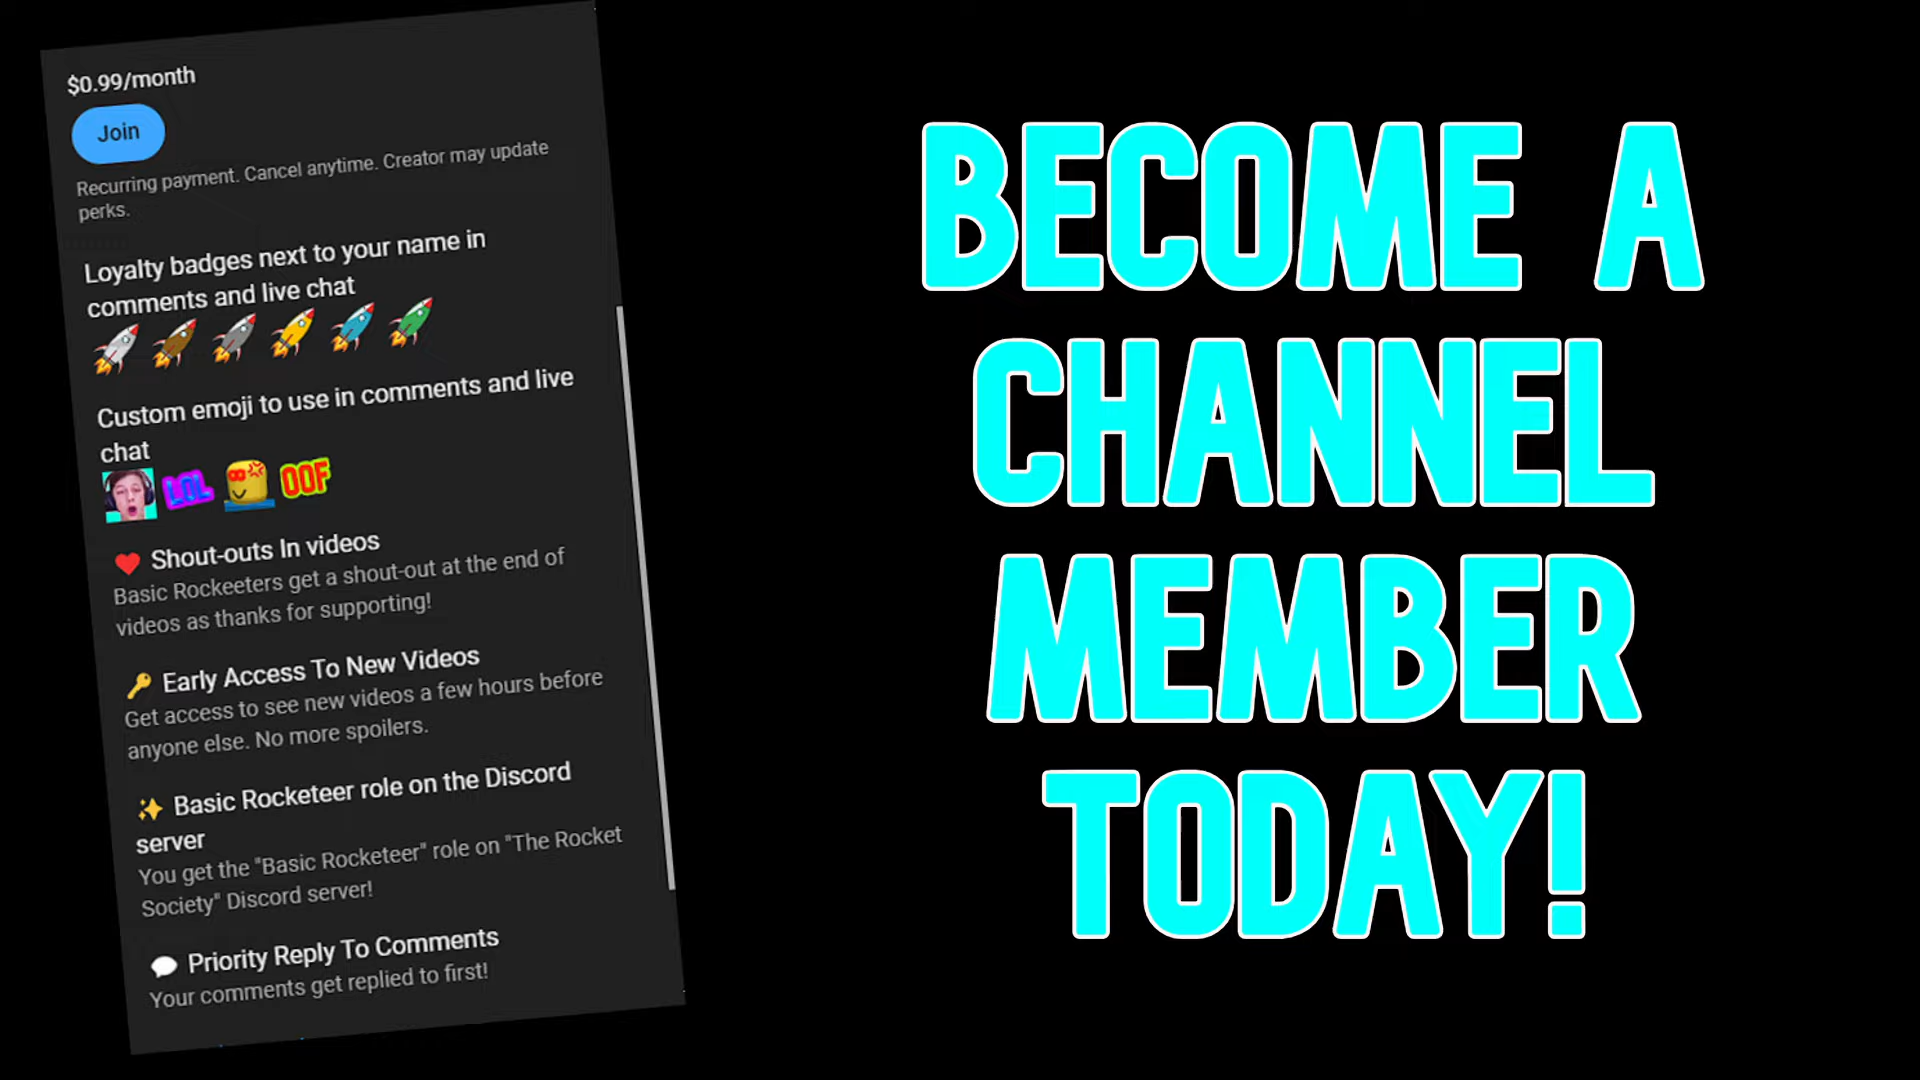 $0.99/month
Join
Recurring payment. Cancel anytime. Creator may update
perks.
Loyalty badges next to your name in
comments and live chat
Custom emoji to use in comments and live
chat
LOL OOF
Shout-outs In videos
Basic Rockeeters get a shout-out at the end of
videos as thanks for supporting!
Early Access To New Videos
Get access to see new videos a few hours before
anyone else. No more spoilers.
Basic Rocketeer role on the Discord
server
You get the "Basic Rocketeer" role on "The Rocket
Society" Discord server!
Priority Reply To Comments
Your comments get replied to first!
BECOME A
CHANNEL
MEMBER
TODAY!